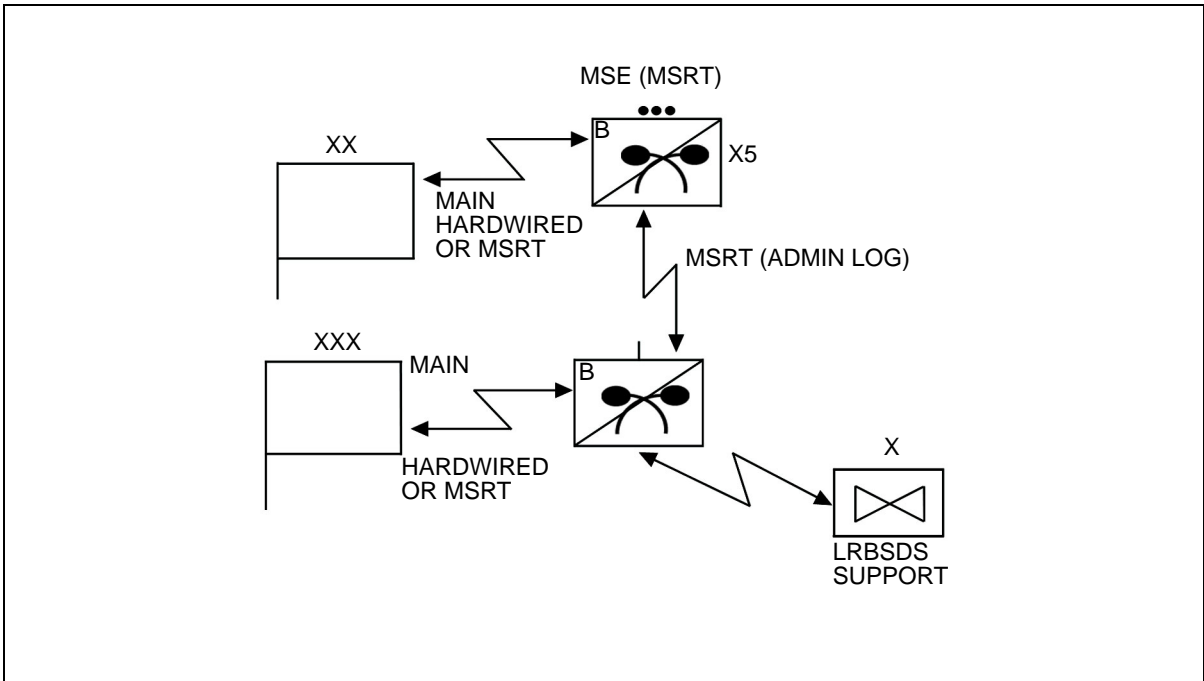 MSE (MSRT)
B
X5
XX
MAIN
HARDWIRED
OR MSRT
MSRT (ADMIN LOG)
XXX
MAIN
B
HARDWIRED
OR MSRT
X
LRBSDS
SUPPORT